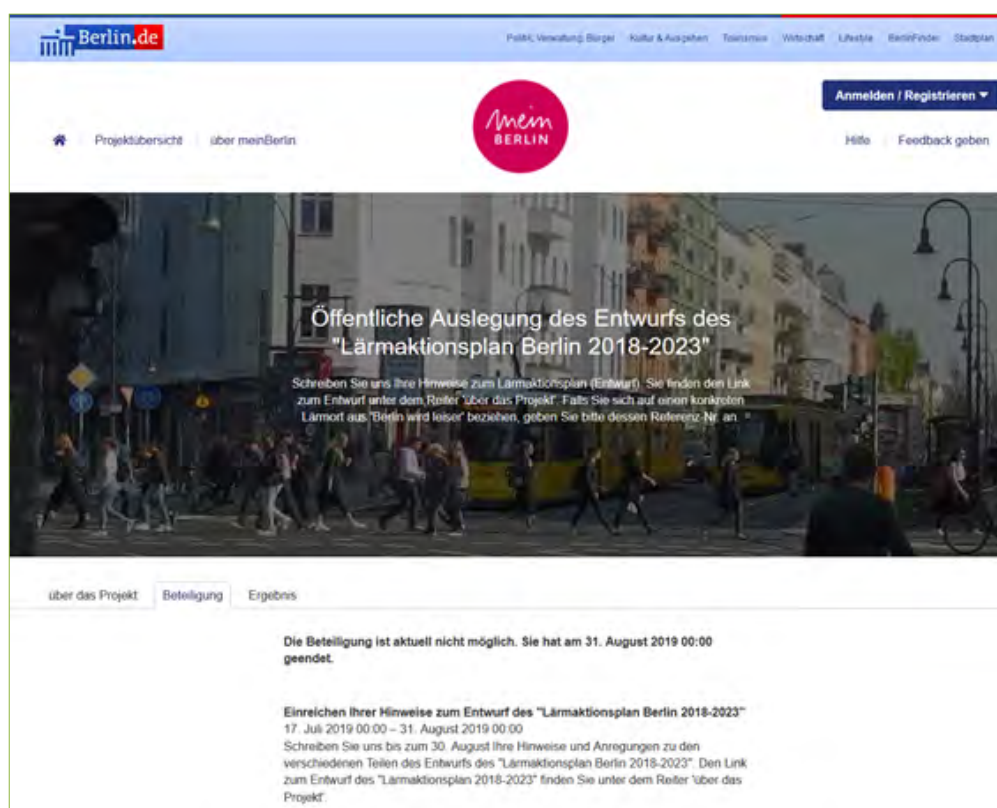 Berlin.de
Politik, Verwaltung, Bürger Kultur & Ausgehen Tourismus Wirtschaft Lifestyle BerlinFinder Stadtplan
mein
BERLIN
Anmelden / Registrieren
Projektübersicht über meinBerlin
Hilfe Feedback geben
Öffentliche Auslegung des Entwurfs des
"Lärmaktionsplan Berlin 2018-2023"
Schreiben Sie uns Ihre Hinweise zum Lärmaktionsplan (Entwurf). Sie finden den Link
zum Entwurf unter dem Reiter 'über das Projekt'. Falls Sie sich auf einen konkreten
Lärmort aus 'Berlin wird leiser' beziehen, geben Sie bitte dessen Referenz-Nr. an.
über das Projekt Beteiligung Ergebnis
Die Beteiligung ist aktuell nicht möglich. Sie hat am 31. August 2019 00:00
geendet.
Einreichen Ihrer Hinweise zum Entwurf des "Lärmaktionsplan Berlin 2018-2023"
17. Juli 2019 00:00 – 31. August 2019 00:00
Schreiben Sie uns bis zum 30. August Ihre Hinweise und Anregungen zu den
verschiedenen Teilen des Entwurfs des "Lärmaktionsplan Berlin 2018-2023". Den Link
zum Entwurf des "Lärmaktionsplan 2018-2023" finden Sie unter dem Reiter 'über das
Projekt'.